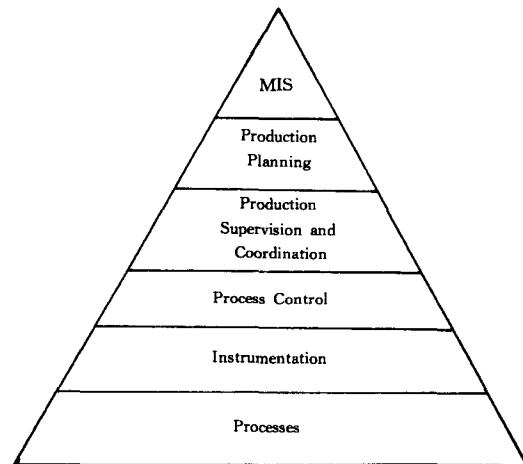 MIS
Production
Planning
Production
Supervision and
Coordination
Process Control
Instrumentation
Processes